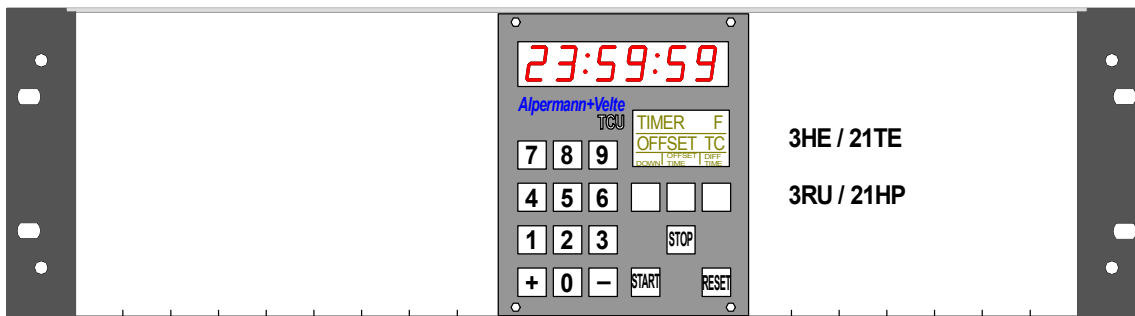 23:59:59
Alpermann+Velte
TCU
TIMER F
OFFSET TC
DOWN OFFSET TIME DIFF TIME
7 8 9
4 5 6
1 2 3 STOP
+ 0 – START RESET
3HE / 21TE
3RU / 21HP